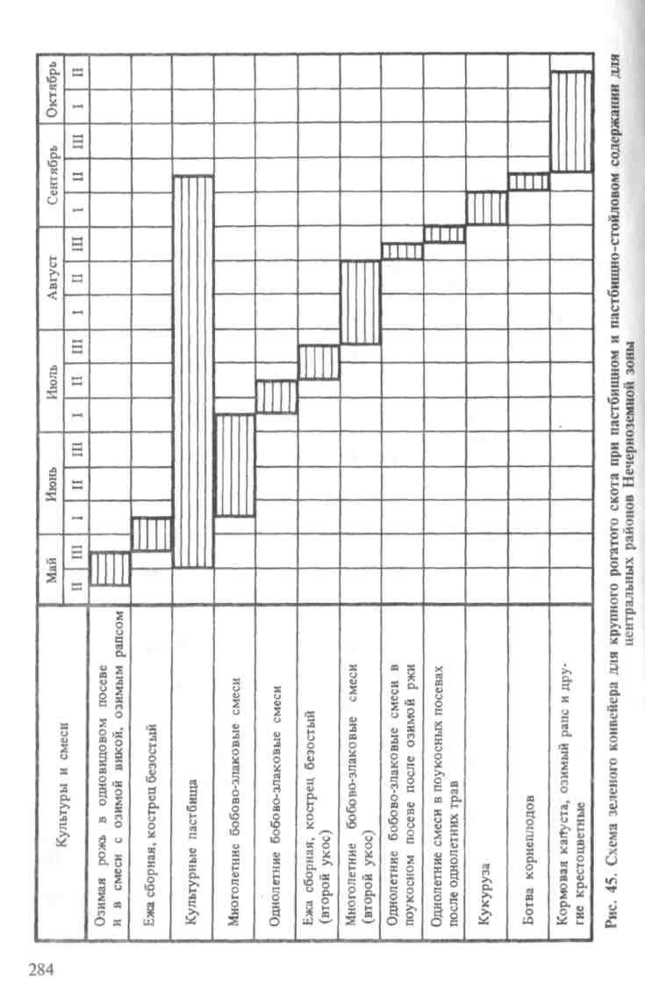 Культуры и смеси
Май Июнь Июль Август Сентябрь Октябрь
II III I II III I II III I II III I II III I II
Озимая рожь в одновидовом посеве
и в смеси с озимой викой, озимым рапсом
Ежа сборная, кострец безостый
Культурные пастбища
Многолетние бобово-злаковые смеси
Однолетние бобово-злаковые смеси
Ежа сборная, кострец безостый
(второй укос)
Многолетние бобово-злаковые смеси
(второй укос)
Однолетние бобово-злаковые смеси в
поукосном посеве после озимой ржи
Однолетние смеси в поукосных посевах
после однолетних трав
Кукуруза
Ботва корнеплодов
Кормовая капуста, озимый рапс и дру-
гие крестоцветные
Рис. 45. Схема зеленого конвейера для крупного рогатого скота при пастбищном и пастбищно-стойловом содержании для
центральных районов Нечерноземной зоны
284